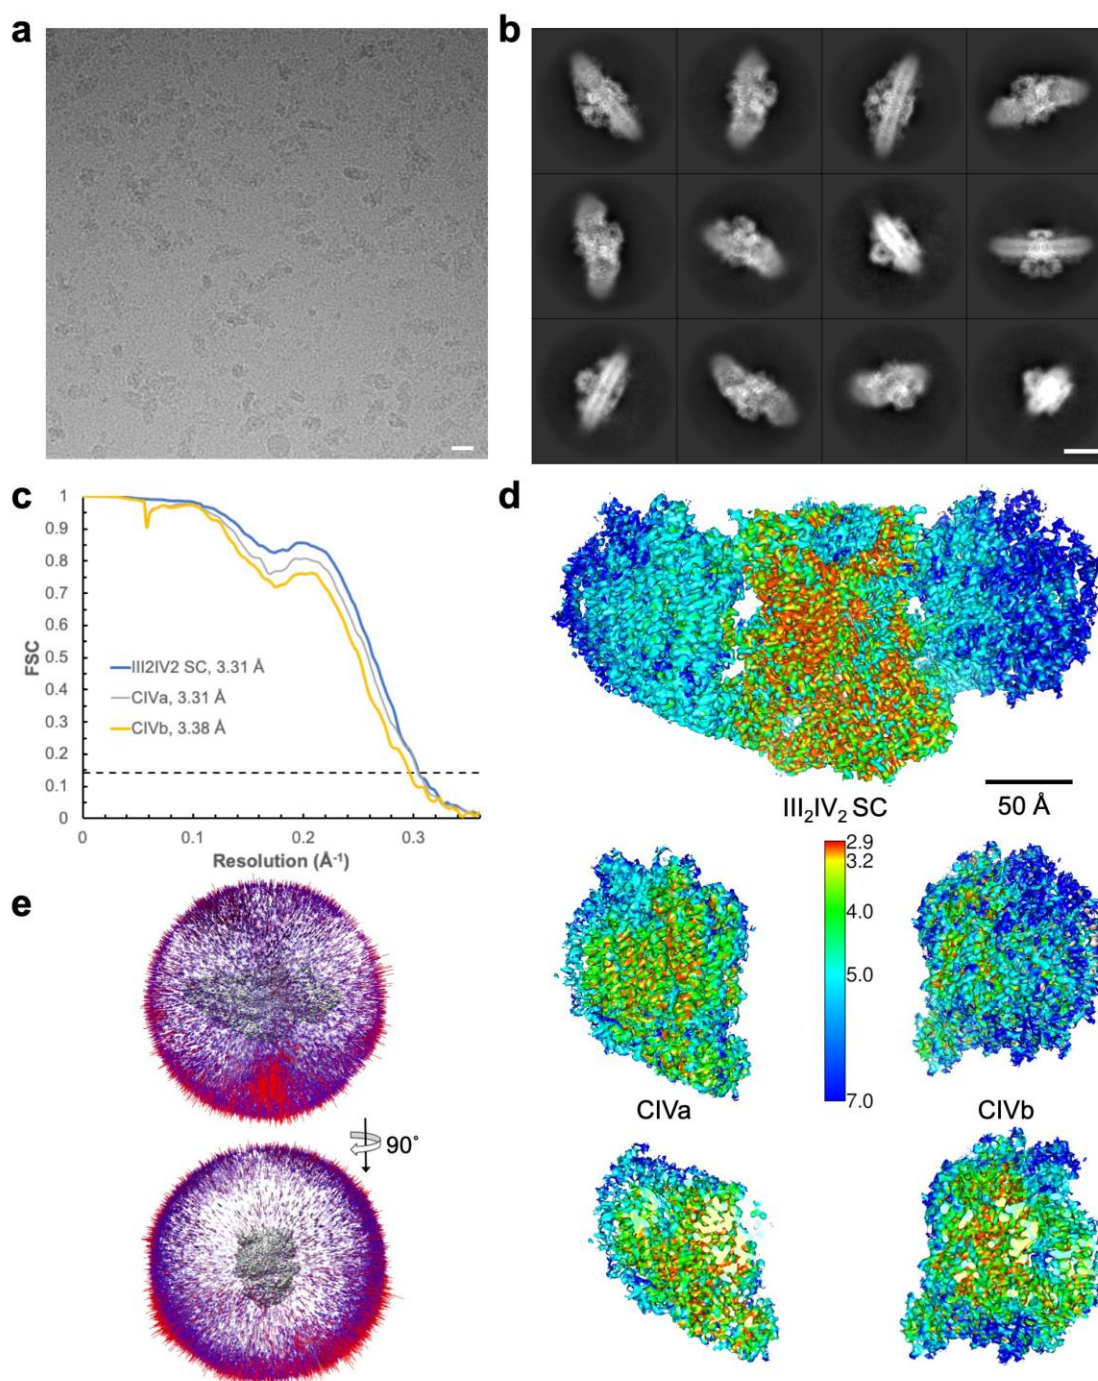 a
b
c
1
0.9
0.8
0.7
0.6
0.5
0.4
0.3
0.2
0.1
0
FSC
III2IV2 SC, 3.31 Å
CIVa, 3.31 Å
CIVb, 3.38 Å
0
0.1
0.2
0.3
Resolution (Å⁻¹)
d
III₂IV₂ SC
50 Å
2.9
3.2
4.0
5.0
7.0
CIVa
CIVb
e
90˚